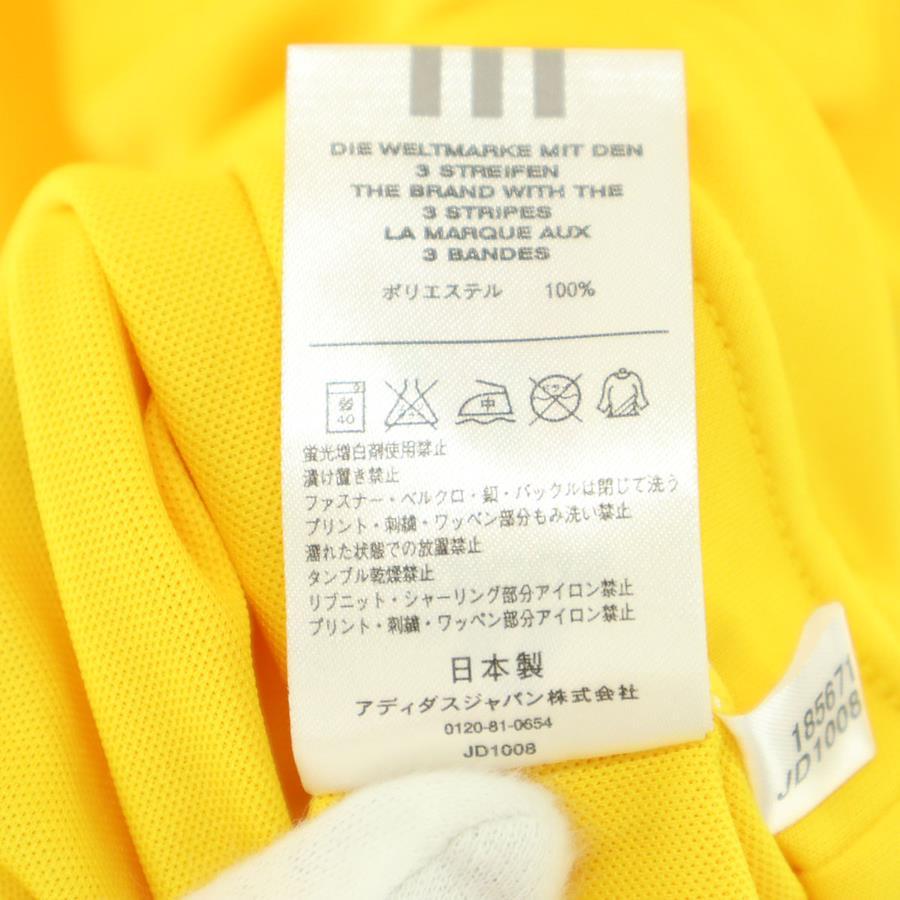 DIE WELTMARKE MIT DEN
3 STREIFEN
THE BRAND WITH THE
3 STRIPES
LA MARQUE AUX
3 BANDES
ポリエステル 100%
40
中
蛍光増白剤使用禁止
漬け置き禁止
ファスナー・ベルクロ・釦・バックルは閉じて洗う
プリント・刺繍・ワッペン部分もみ洗い禁止
濡れた状態での放置禁止
タンブル乾燥禁止
リブニット・シャーリング部分アイロン禁止
プリント・刺繍・ワッペン部分アイロン禁止
日本製
アディダスジャパン株式会社
0120-81-0654
JD1008
185671
JD1008